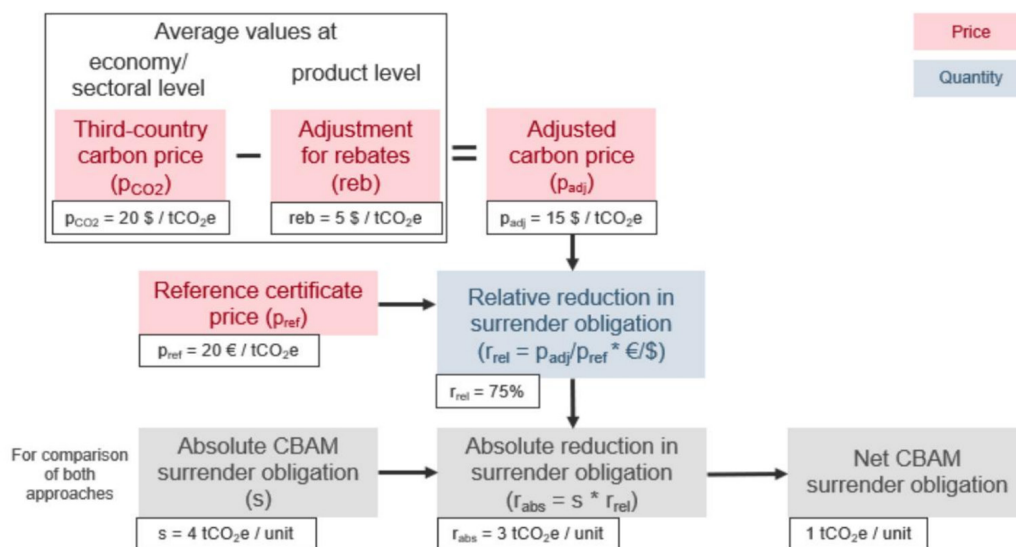 Average values at
economy/
sectoral level
product level
Third-country
carbon price
(pCO2)
−
Adjustment
for rebates
(reb)
=
Adjusted
carbon price
(padj)
pCO2 = 20 $ / tCO2e
reb = 5 $ / tCO2e
padj = 15 $ / tCO2e
Price
Quantity
Reference certificate
price (pref)
pref = 20 € / tCO2e
Relative reduction in
surrender obligation
(rrel = padj/pref * €/$)
rrel = 75%
For comparison
of both
approaches
Absolute CBAM
surrender obligation
(s)
s = 4 tCO2e / unit
Absolute reduction in
surrender obligation
(rabs = s * rrel)
rabs = 3 tCO2e / unit
Net CBAM
surrender obligation
1 tCO2e / unit